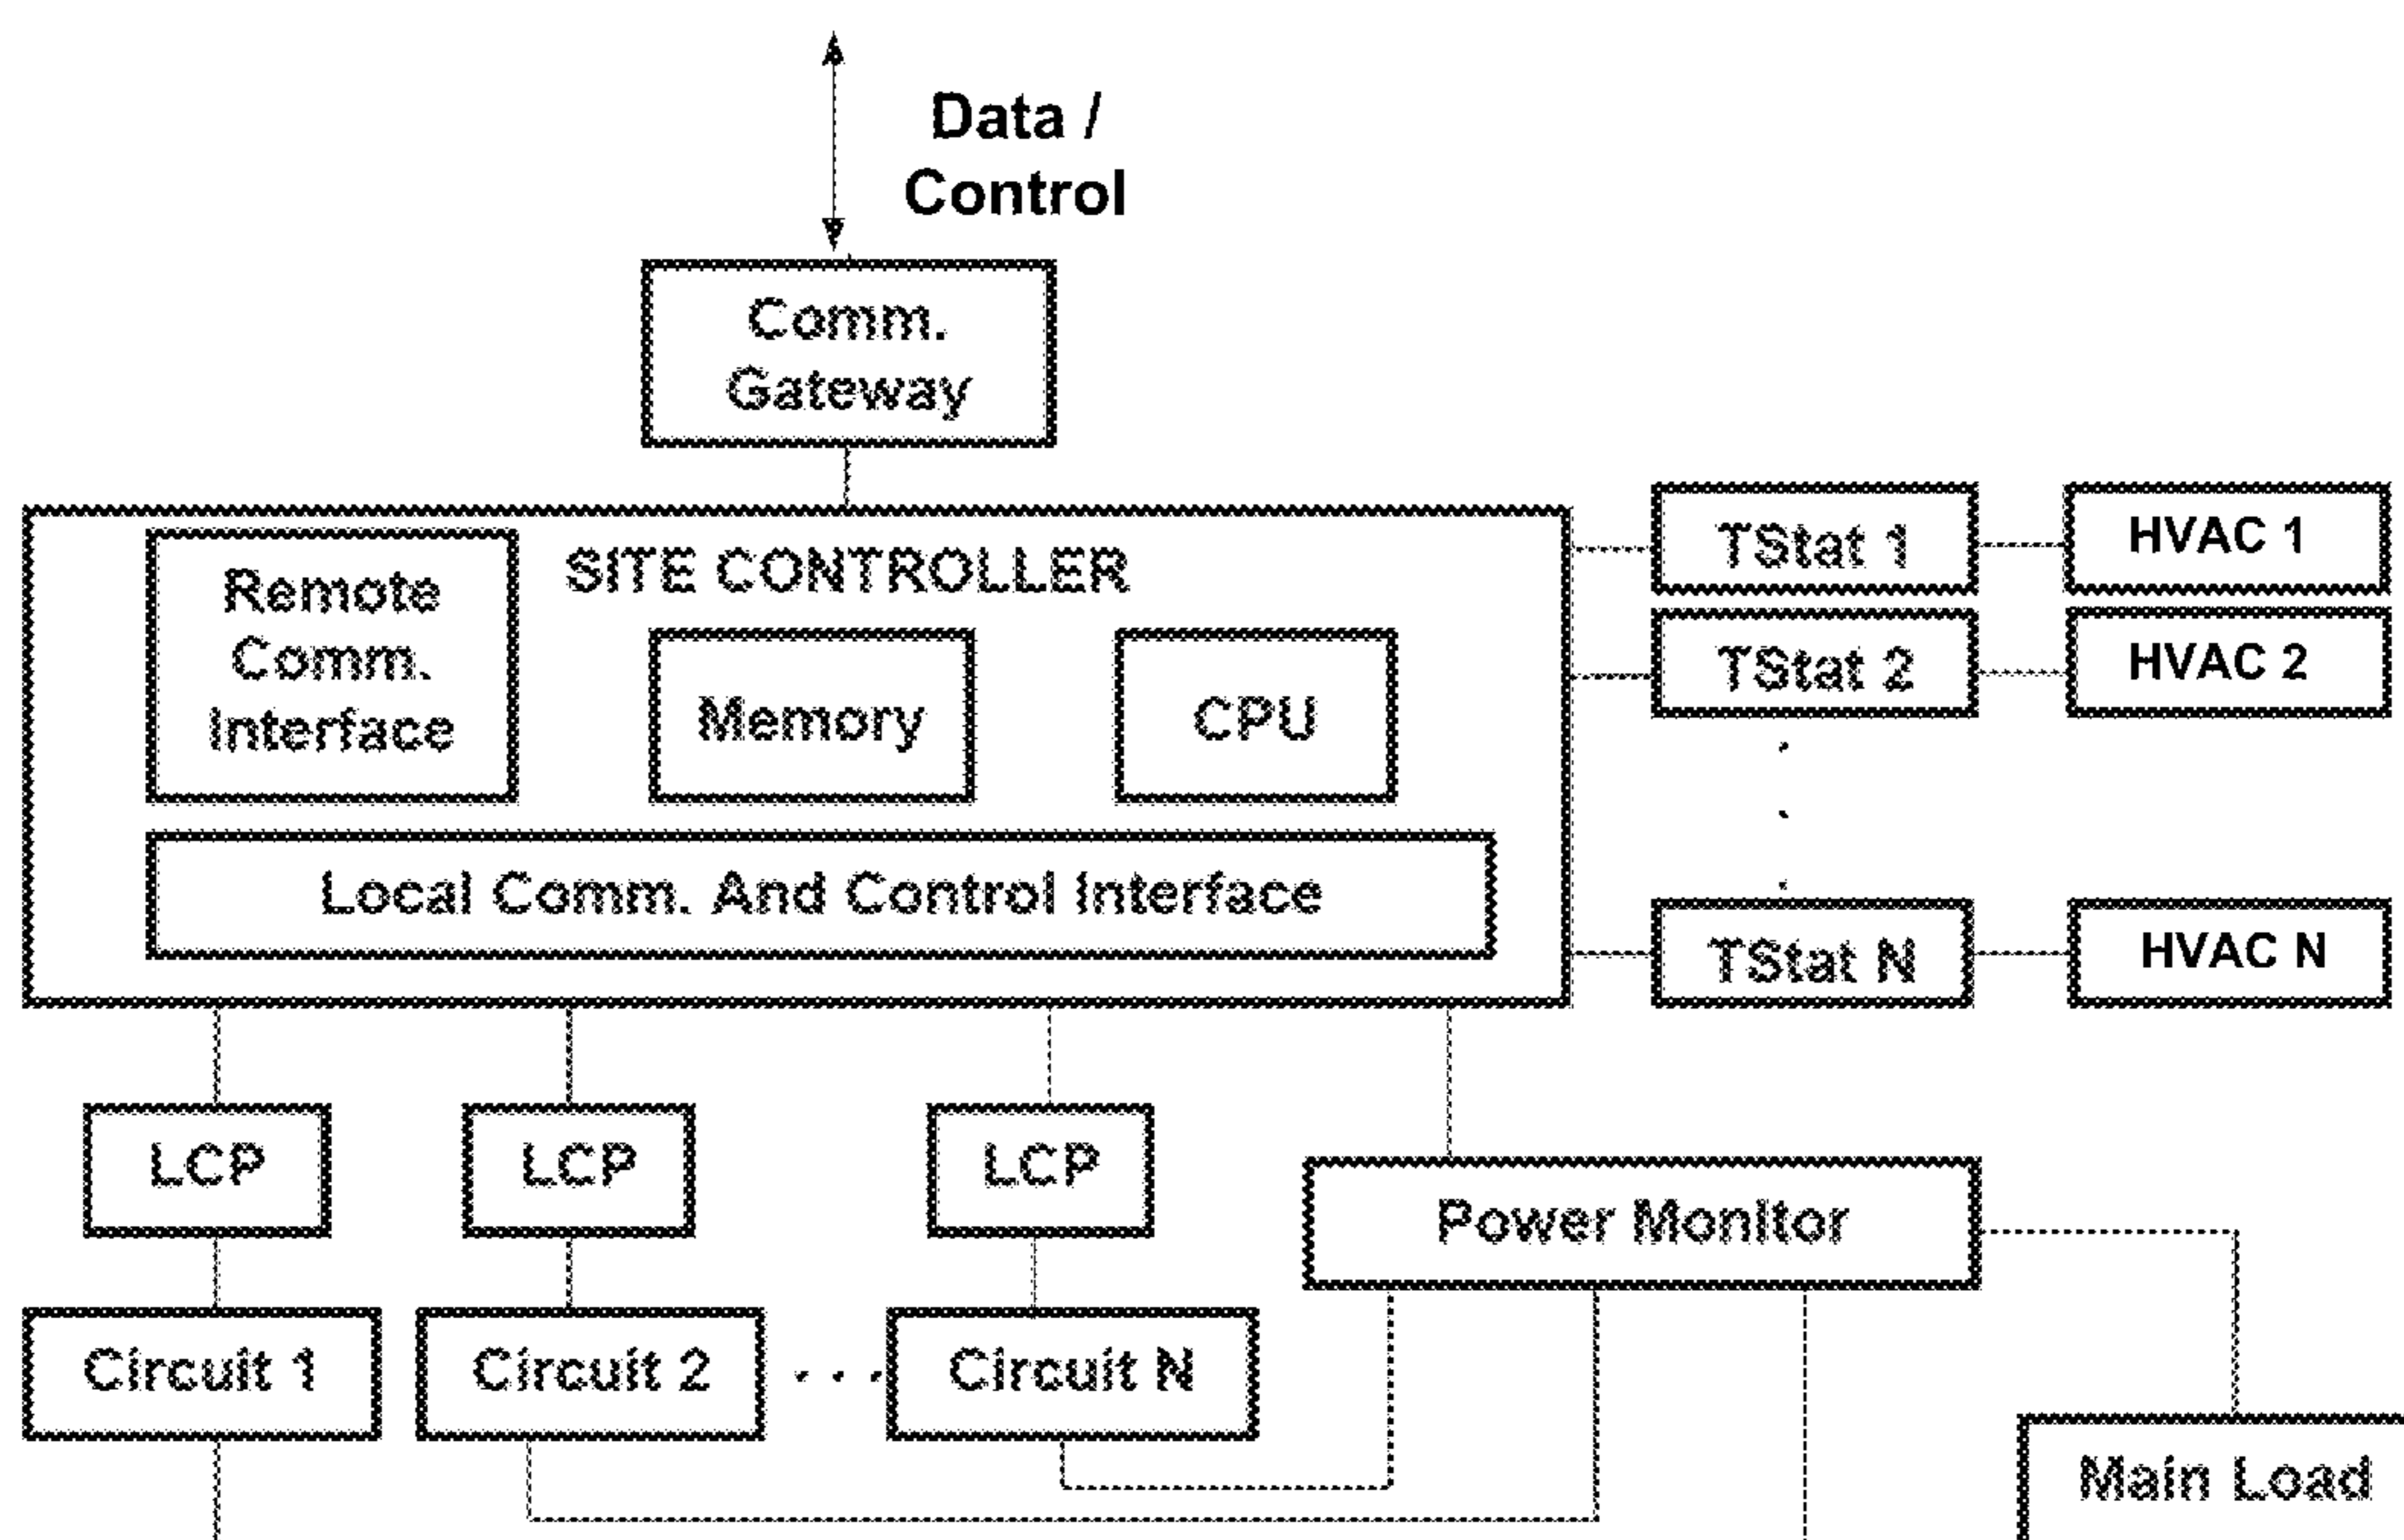 Data /
Control
Comm.
Gateway
SITE CONTROLLER
Remote
Comm.
Interface
Memory
CPU
Local Comm. And Control Interface
TStat 1
HVAC 1
TStat 2
HVAC 2
TStat N
HVAC N
LCP
LCP
LCP
Power Monitor
Circuit 1
Circuit 2
. . .
Circuit N
Main Load